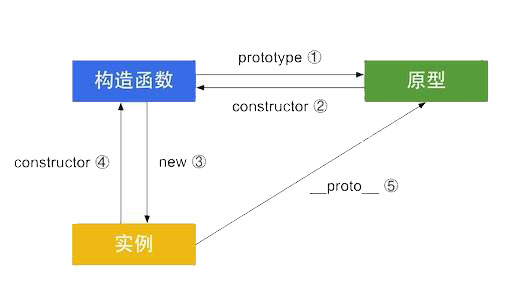 prototype ①
构造函数
原型
constructor ②
constructor ④
new ③
__proto__ ⑤
实例